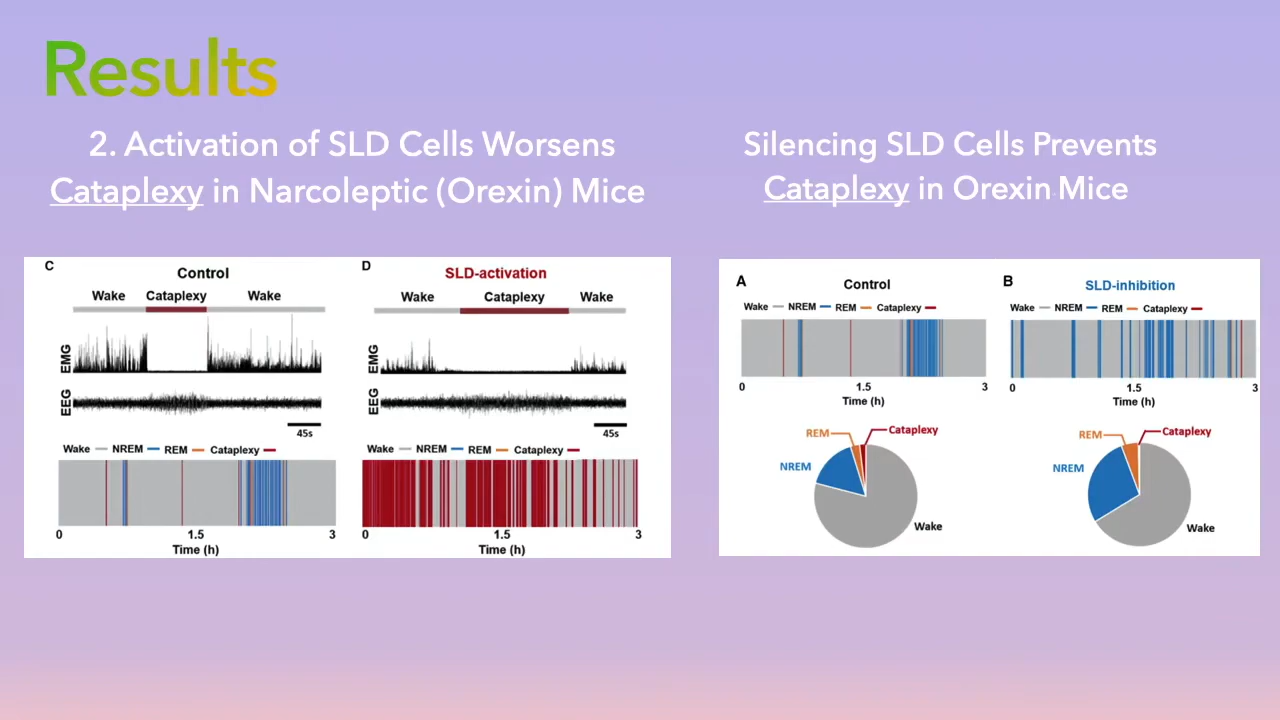 Results
2. Activation of SLD Cells Worsens
Cataplexy in Narcoleptic (Orexin) Mice
Silencing SLD Cells Prevents
Cataplexy in Orexin Mice
C
Control
Wake Cataplexy Wake
EMG
EEG
45s
Wake NREM REM Cataplexy
0 1.5 3
Time (h)
D
SLD-activation
Wake Cataplexy Wake
EMG
EEG
45s
Wake NREM REM Cataplexy
0 1.5 3
Time (h)
A
Control
Wake NREM REM Cataplexy
0 1.5 3
Time (h)
REM
Cataplexy
NREM
Wake
B
SLD-inhibition
Wake NREM REM Cataplexy
0 1.5 3
Time (h)
REM
Cataplexy
NREM
Wake